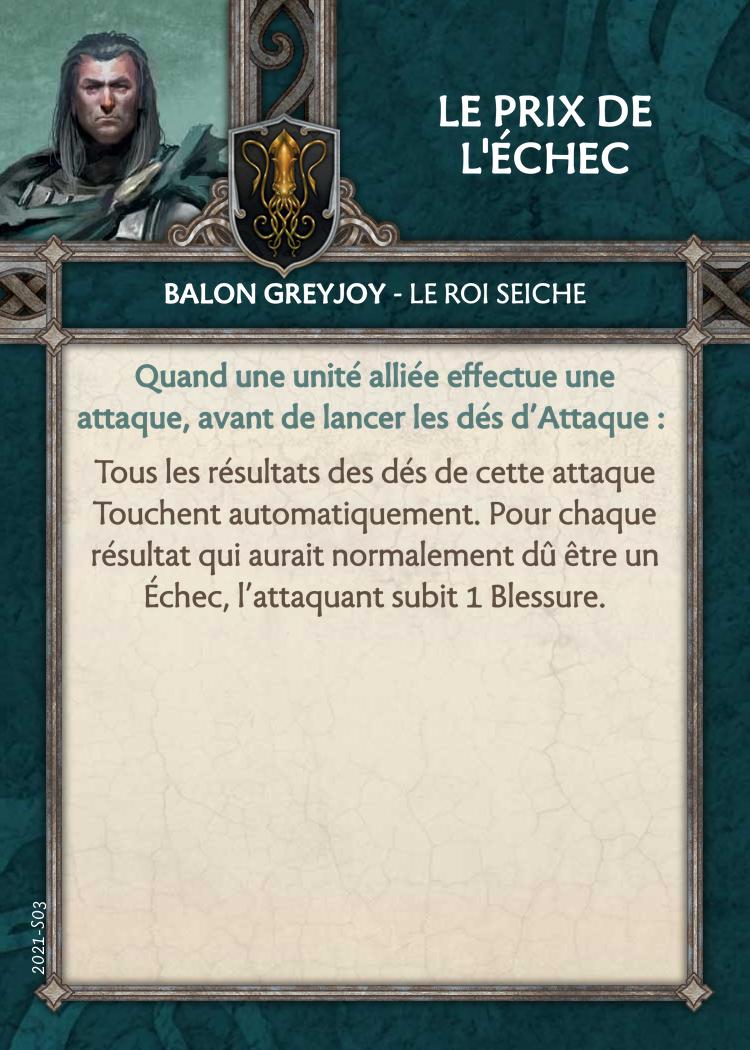 LE PRIX DE
L'ÉCHEC
BALON GREYJOY - LE ROI SEICHE
Quand une unité alliée effectue une
attaque, avant de lancer les dés d’Attaque :
Tous les résultats des dés de cette attaque
Touchent automatiquement. Pour chaque
résultat qui aurait normalement dû être un
Échec, l’attaquant subit 1 Blessure.
2021-S03